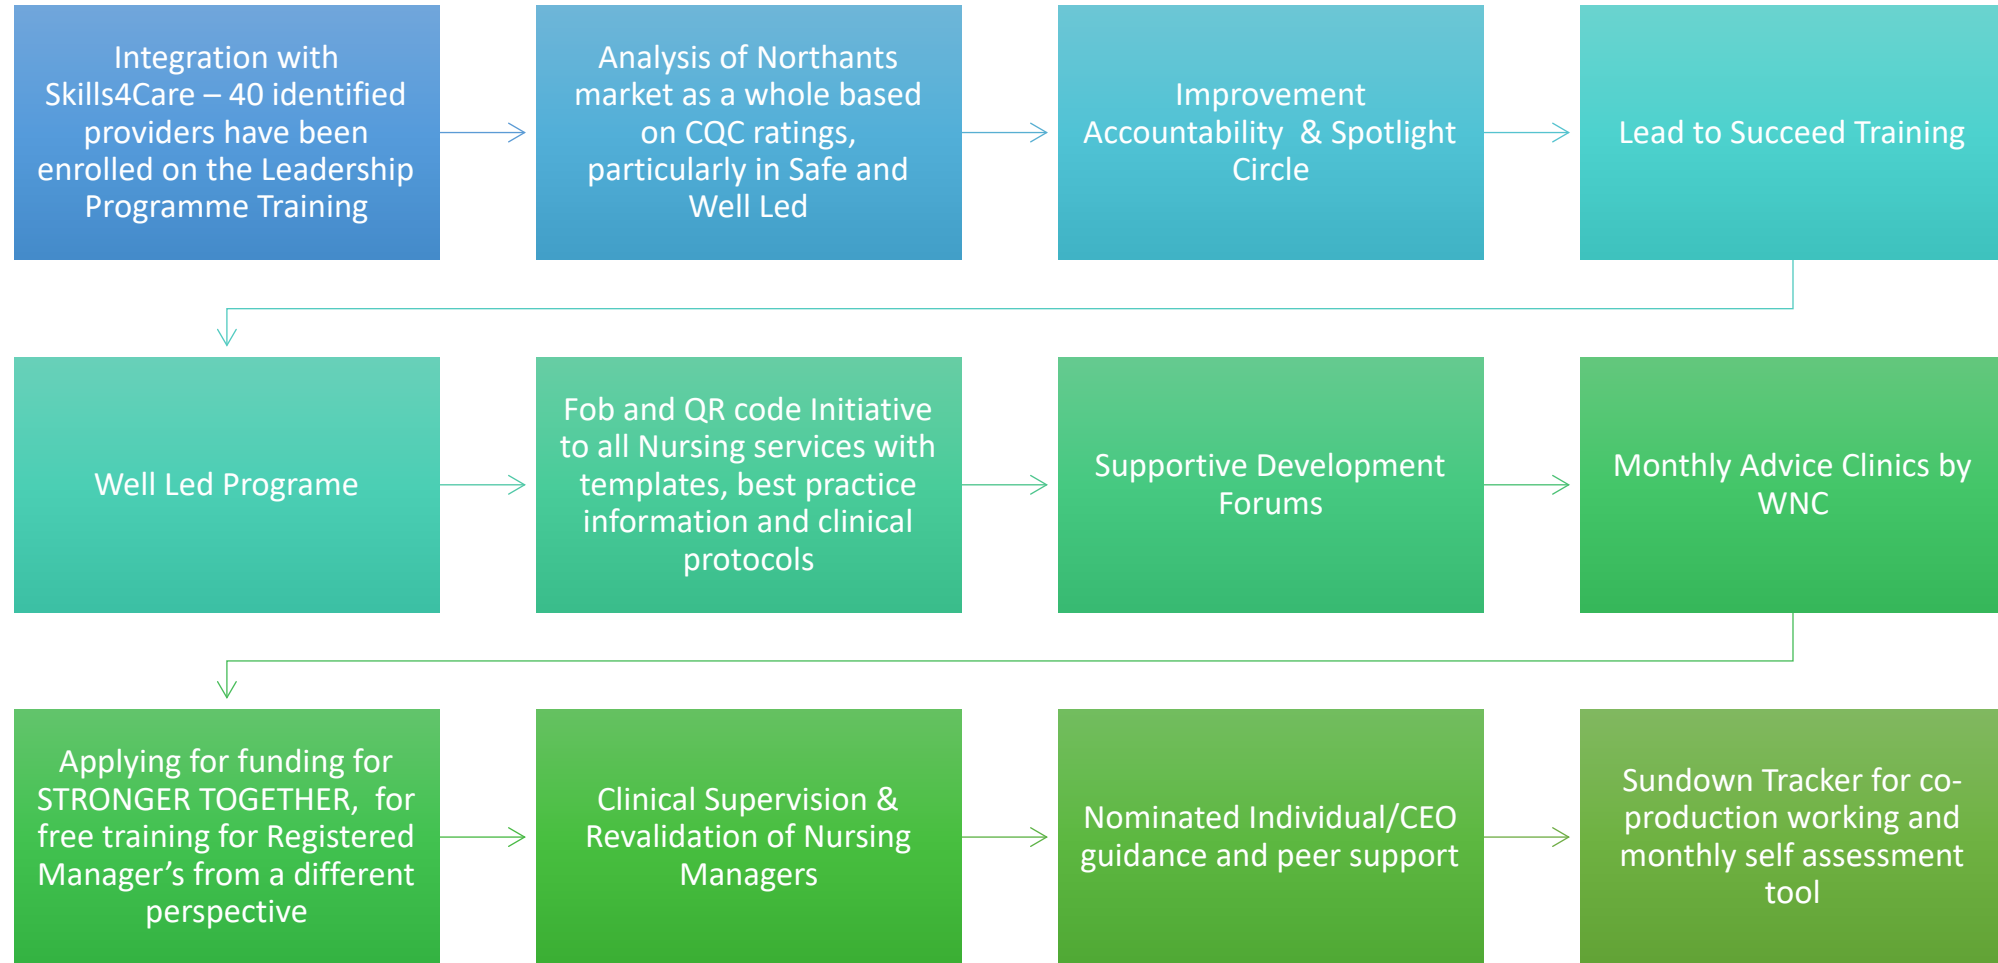 Integration with
Skills4Care – 40 identified
providers have been
enrolled on the Leadership
Programme Training
Analysis of Northants
market as a whole based
on CQC ratings,
particularly in Safe and
Well Led
Improvement
Accountability  & Spotlight
Circle
Lead to Succeed Training
Well Led Programe
Fob and QR code Initiative
to all Nursing services with
templates, best practice
information and clinical
protocols
Supportive Development
Forums
Monthly Advice Clinics by
WNC
Applying for funding for
STRONGER TOGETHER,  for
free training for Registered
Manager’s from a different
perspective
Clinical Supervision &
Revalidation of Nursing
Managers
Nominated Individual/CEO
guidance and peer support
Sundown Tracker for co-
production working and
monthly self assessment
tool